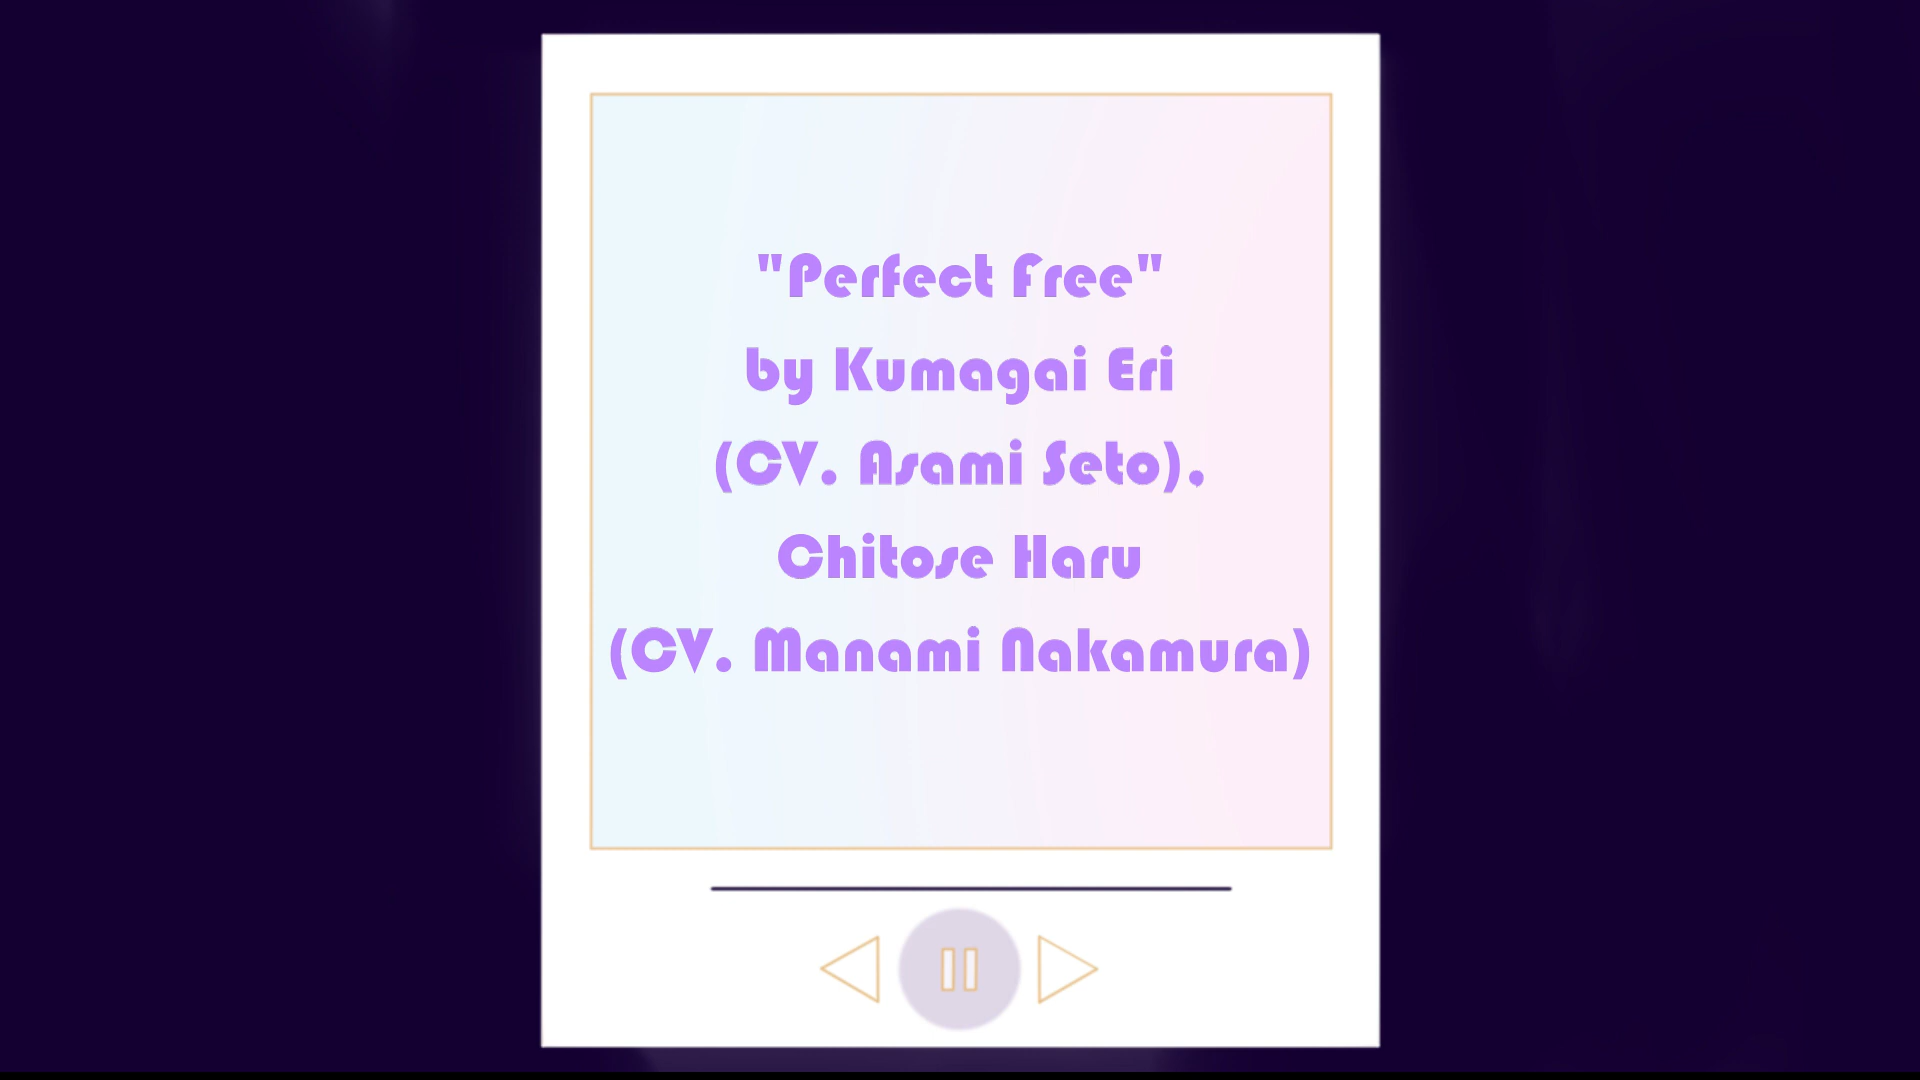 "Perfect Free"
by Kumagai Eri
(CV. Asami Seto),
Chitose Haru
(CV. Manami Nakamura)